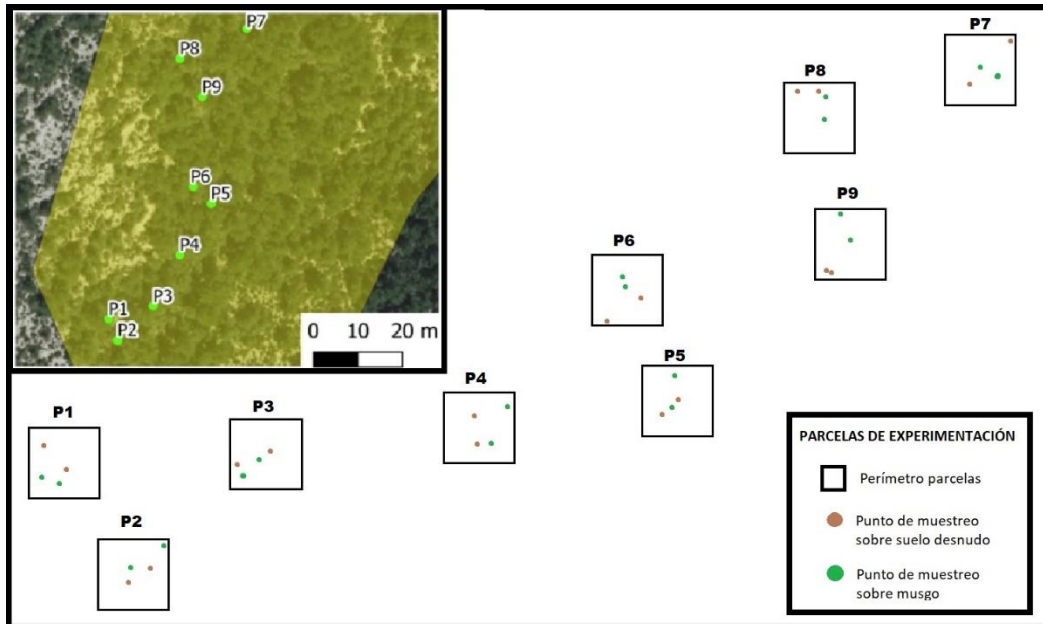 P7
P8
P9
P6
P5
P4
P3
P1
P2
0 10 20 m
P7
P8
P9
P6
P5
P4
P3
P1
P2
PARCELAS DE EXPERIMENTACIÓN
Perímetro parcelas
Punto de muestreo
sobre suelo desnudo
Punto de muestreo
sobre musgo